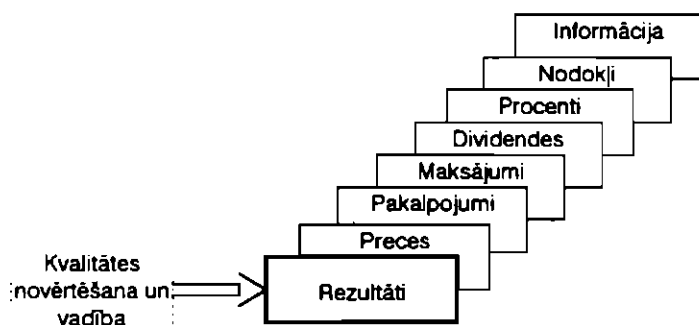 Informācija
Nodokļi
Procenti
Dividendes
Maksājumi
Pakalpojumi
Preces
Kvalitātes
novērtēšana un
vadība
Rezultāti